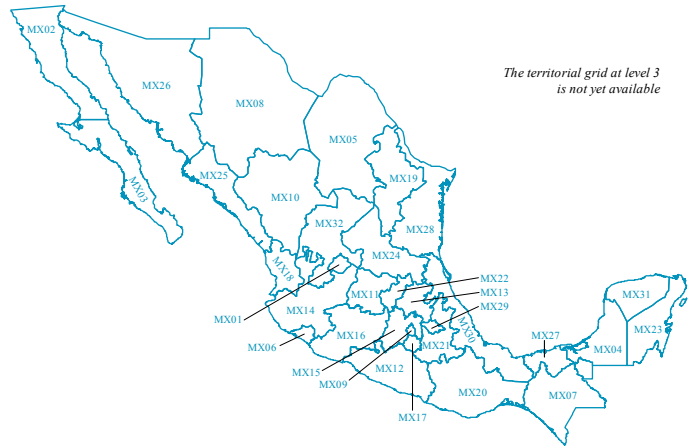 MX02
The territorial grid at level 3
is not yet available
MX26
MX08
MX05
MX19
MX25
MX03
MX10
MX32
MX28
MX24
MX18
MX22
MX13
MX29
MX31
MX11
MX14
MX01
MX30
MX23
MX27
MX16
MX06
MX21
MX04
MX15
MX12
MX09
MX20
MX07
MX17